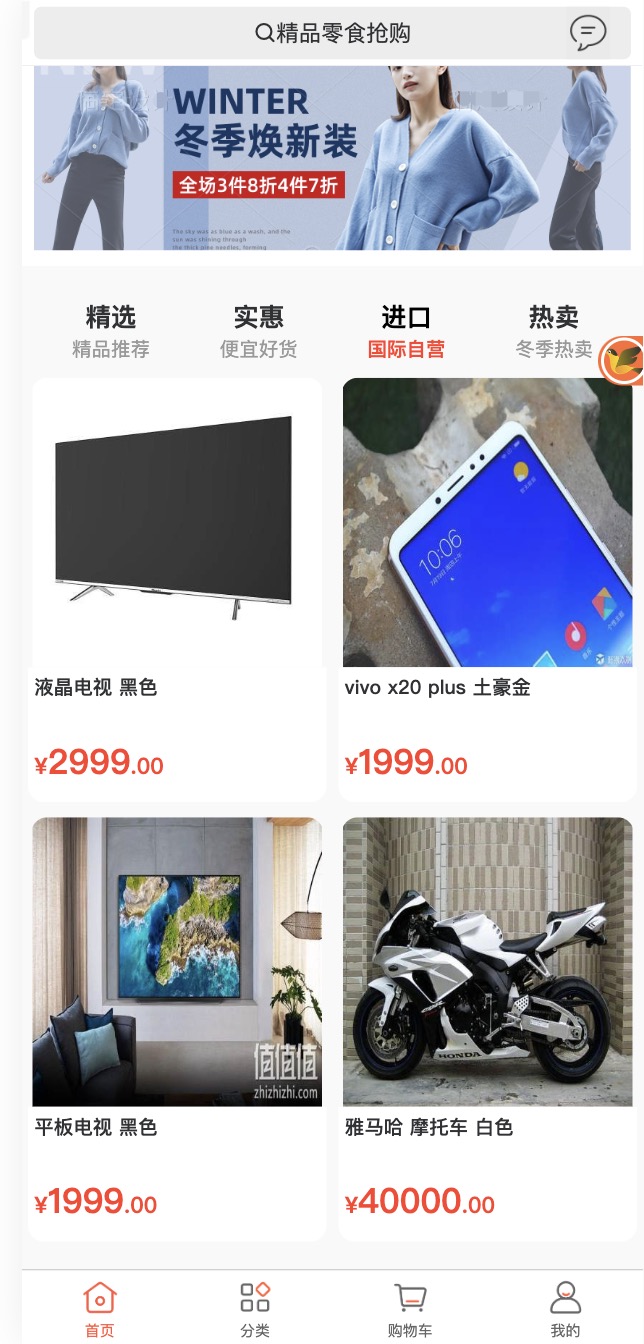 精品零食抢购
WINTER
冬季焕新装
全场3件8折4件7折
The sky was as blue as a wash, and the
sun was shining through
the thick pine needles, forming
精选 实惠 进口 热卖
精品推荐 便宜好货 国际自营 冬季热卖
10:06
液晶电视 黑色
vivo x20 plus 土豪金
¥2999.00
¥1999.00
值值值
zhizhizhi.com
HONDA
平板电视 黑色
雅马哈 摩托车 白色
¥1999.00
¥40000.00
首页 分类 购物车 我的